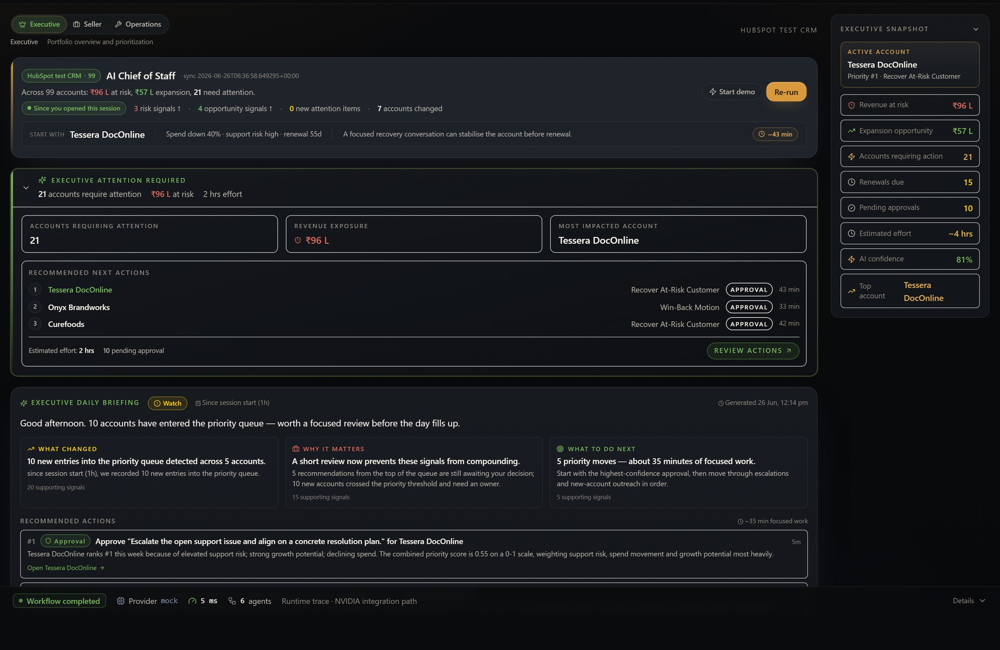 Executive Seller Operations
Executive Portfolio overview and prioritization
HUBSPOT TEST CRM
HubSpot test CRM · 99 AI Chief of Staff · sync 2026-06-26T06:36:58.649295+00:00
Across 99 accounts: ₹96 L at risk, ₹57 L expansion, 21 need attention.
Start demo Re-run
Since you opened this session 3 risk signals ↑ · 4 opportunity signals ↑ · 0 new attention items · 7 accounts changed
START WITH Tessera DocOnline Spend down 40% · support risk high · renewal 55d A focused recovery conversation can stabilise the account before renewal. ~43 min
EXECUTIVE ATTENTION REQUIRED
21 accounts require attention · ₹96 L at risk · 2 hrs effort
ACCOUNTS REQUIRING ATTENTION
21
REVENUE EXPOSURE
₹96 L
MOST IMPACTED ACCOUNT
Tessera DocOnline
RECOMMENDED NEXT ACTIONS
1 Tessera DocOnline Recover At-Risk Customer APPROVAL 43 min
2 Onyx Brandworks Win-Back Motion APPROVAL 33 min
3 Curefoods Recover At-Risk Customer APPROVAL 42 min
Estimated effort: 2 hrs · 10 pending approval
REVIEW ACTIONS ↗
EXECUTIVE DAILY BRIEFING Watch Since session start (1h) Generated 26 Jun, 12:14 pm
Good afternoon. 10 accounts have entered the priority queue — worth a focused review before the day fills up.
WHAT CHANGED
10 new entries into the priority queue detected across 5 accounts.
since session start (1h), we recorded 10 new entries into the priority queue.
20 supporting signals
WHY IT MATTERS
A short review now prevents these signals from compounding.
5 recommendations from the top of the queue are still awaiting your decision;
10 new accounts crossed the priority threshold and need an owner.
15 supporting signals
WHAT TO DO NEXT
5 priority moves — about 35 minutes of focused work.
Start with the highest-confidence approval, then move through escalations
and new-account outreach in order.
5 supporting signals
RECOMMENDED ACTIONS ~35 min focused work
#1 Approval Approve "Escalate the open support issue and align on a concrete resolution plan." for Tessera DocOnline 5m
Tessera DocOnline ranks #1 this week because of elevated support risk; strong growth potential; declining spend. The combined priority score is 0.55 on a 0-1 scale, weighting support risk, spend movement and growth potential most heavily.
Open Tessera DocOnline →
EXECUTIVE SNAPSHOT
ACTIVE ACCOUNT
Tessera DocOnline
Priority #1 · Recover At-Risk Customer
Revenue at risk ₹96 L
Expansion opportunity ₹57 L
Accounts requiring action 21
Renewals due 15
Pending approvals 10
Estimated effort ~4 hrs
AI confidence 81%
Top account Tessera DocOnline
Workflow completed Provider mock 5 ms 6 agents Runtime trace · NVIDIA integration path Details